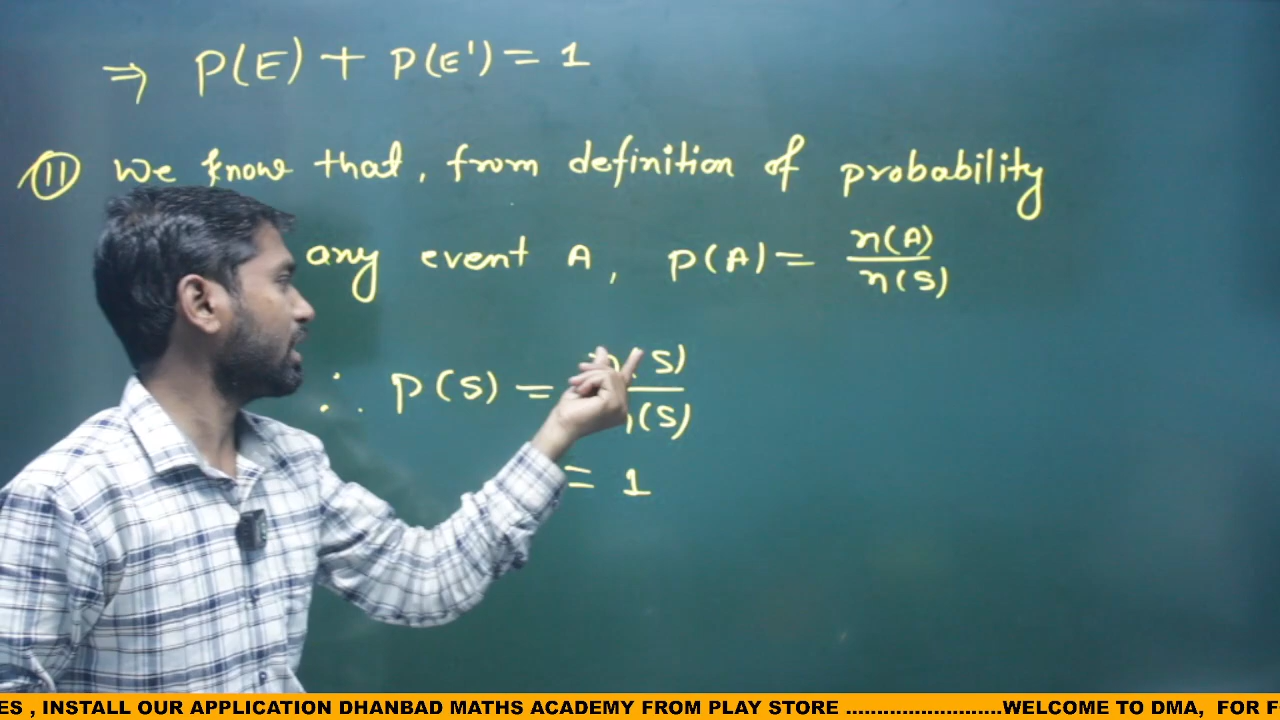 ⇒ P(E) + P(E') = 1
(11) We know that, from definition of probability
any event A, P(A) = n(A)/n(S)
∴ P(S) = n(S)/n(S)
= 1
ES , INSTALL OUR APPLICATION DHANBAD MATHS ACADEMY FROM PLAY STORE .........................WELCOME TO DMA, FOR F